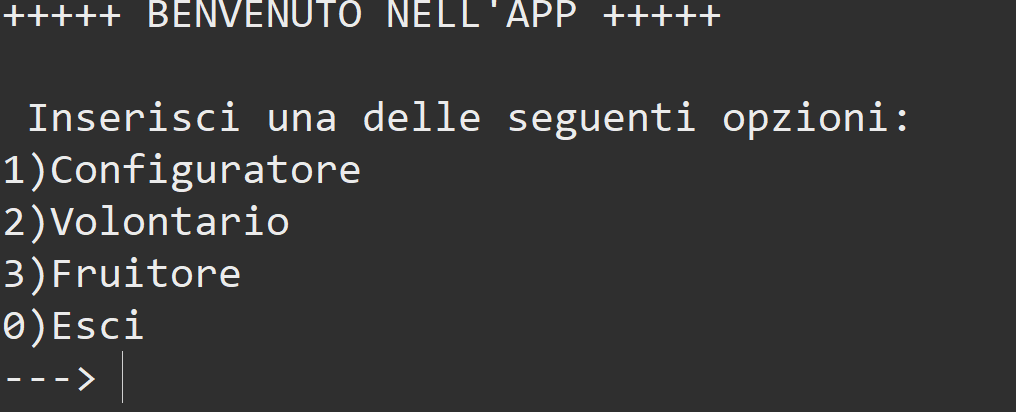 +++++ BENVENUTO NELL'APP +++++
Inserisci una delle seguenti opzioni:
1)Configuratore
2)Volontario
3)Fruitore
0)Esci
--->